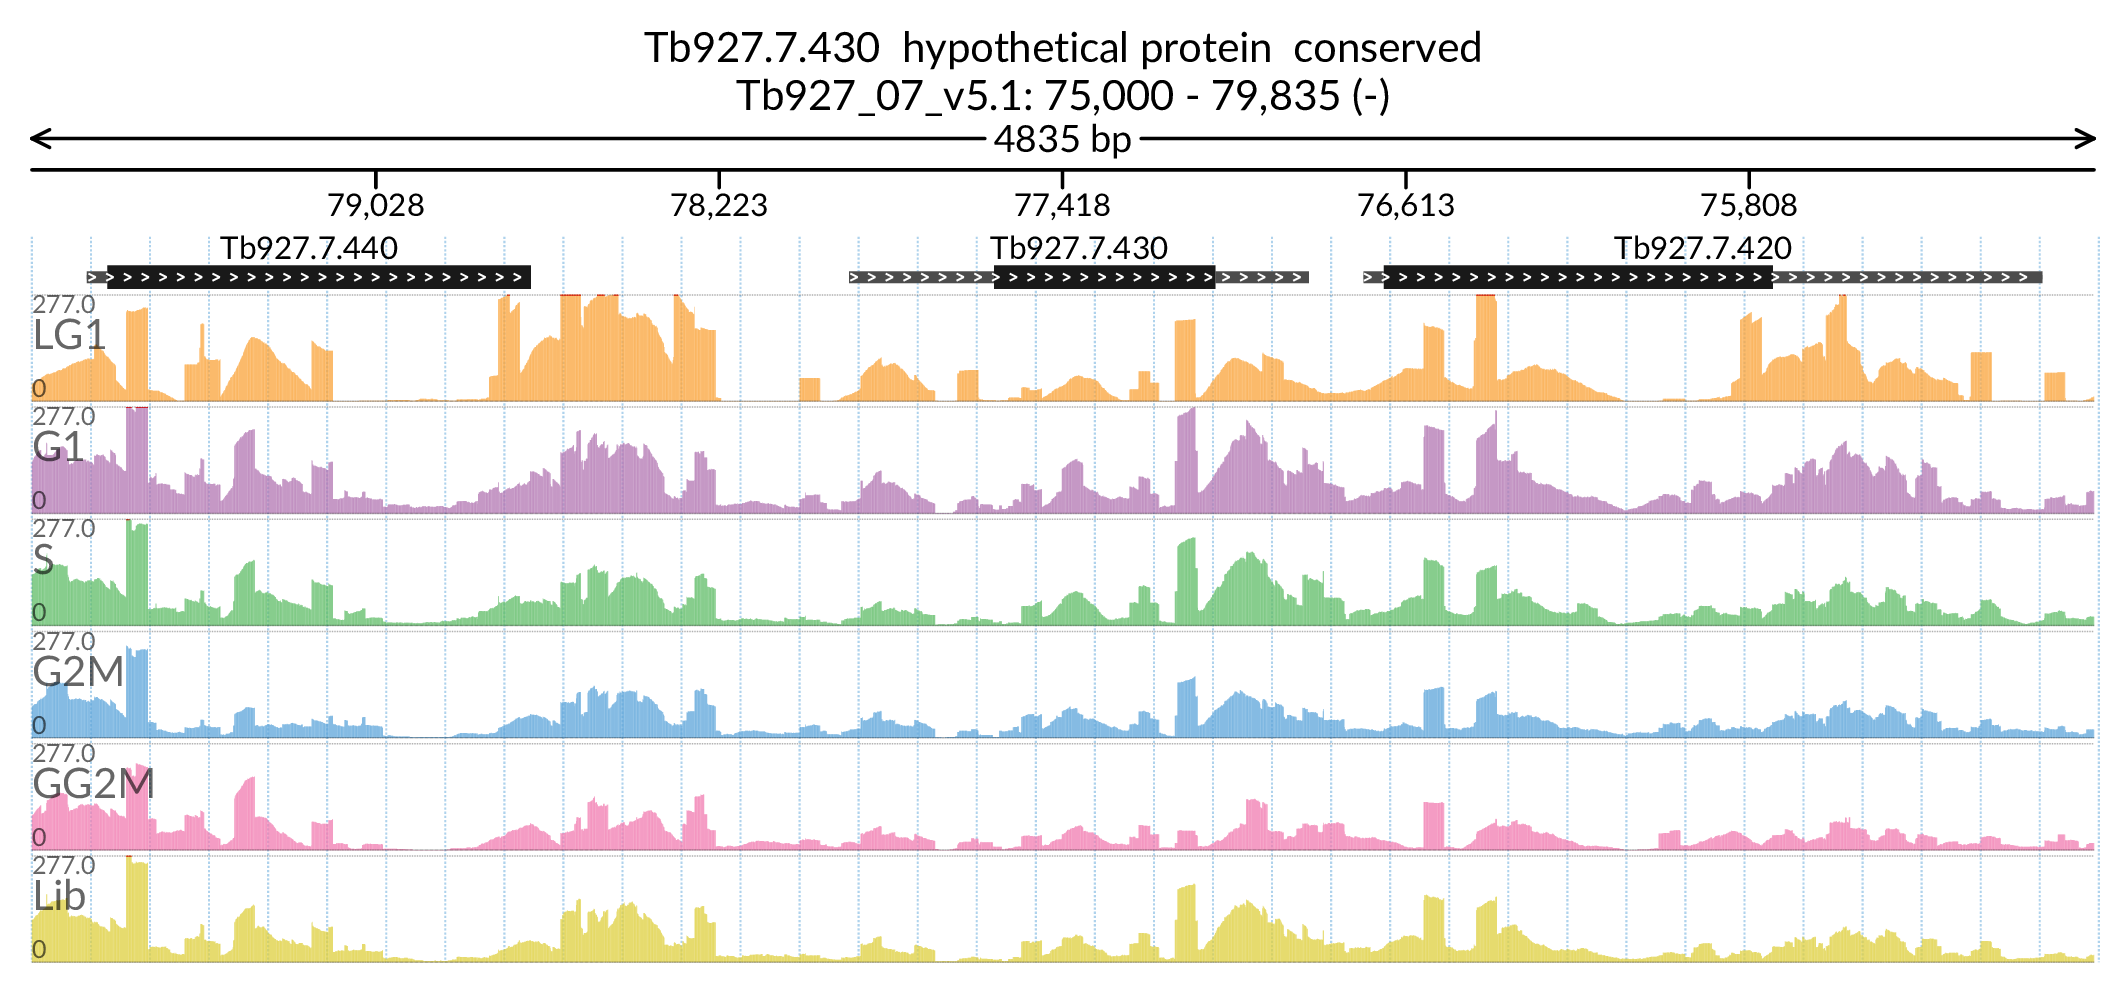 Tb927.7.430  hypothetical protein  conserved
Tb927_07_v5.1: 75,000 - 79,835 (-)
4835 bp
79,028 78,223 77,418 76,613 75,808
Tb927.7.440 Tb927.7.430 Tb927.7.420
277.0
LG1
0
277.0
G1
0
277.0
S
0
277.0
G2M
0
277.0
GG2M
0
277.0
Lib
0